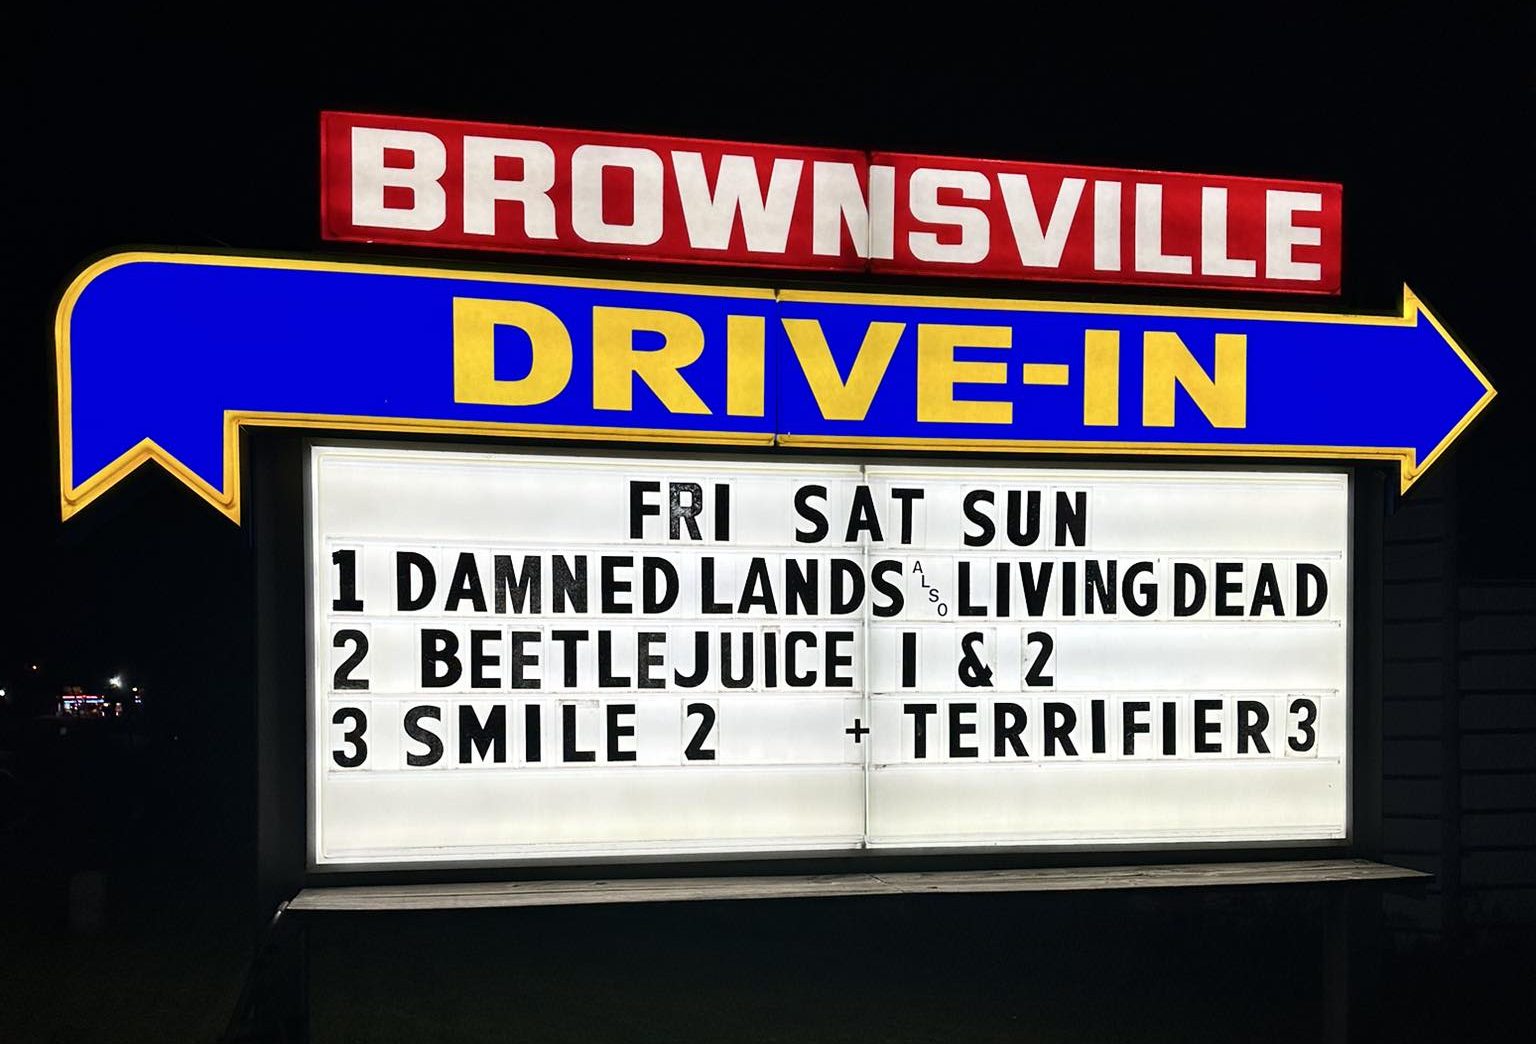 BROWNSVILLE
DRIVE-IN
FRI SAT SUN
1 DAMNED LANDS ALSO LIVING DEAD
2 BEETLEJUICE 1 & 2
3 SMILE 2 + TERRIFIER 3